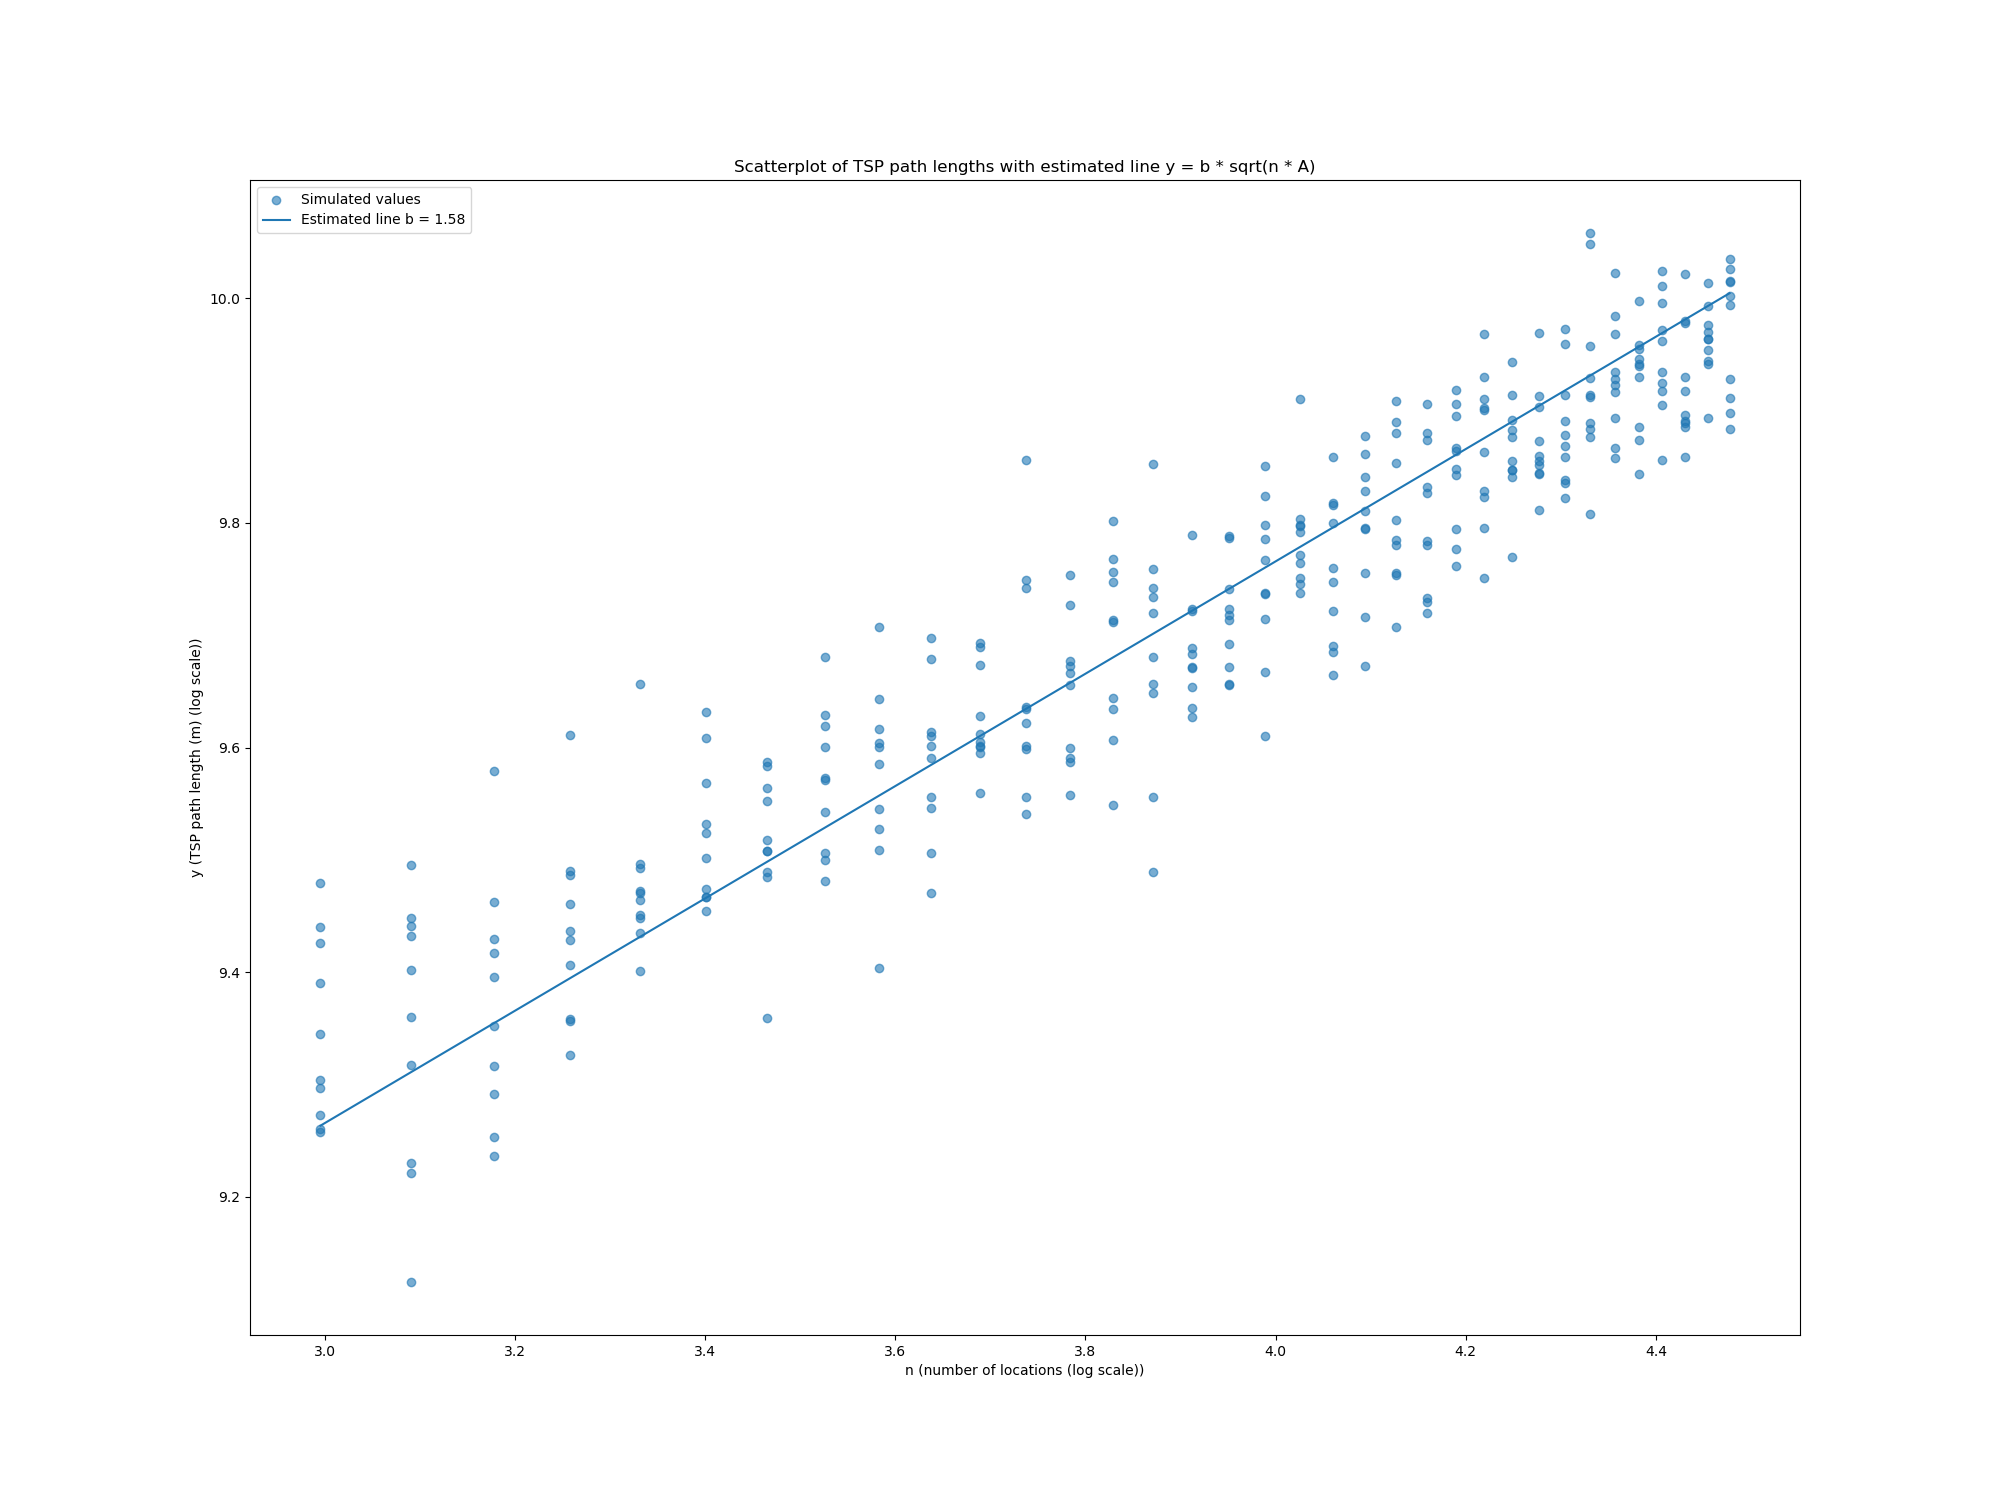 Scatterplot of TSP path lengths with estimated line y = b * sqrt(n * A)
Simulated values
Estimated line b = 1.58
10.0
9.8
9.6
9.4
9.2
y (TSP path length (m) (log scale))
3.0 3.2 3.4 3.6 3.8 4.0 4.2 4.4
n (number of locations (log scale))